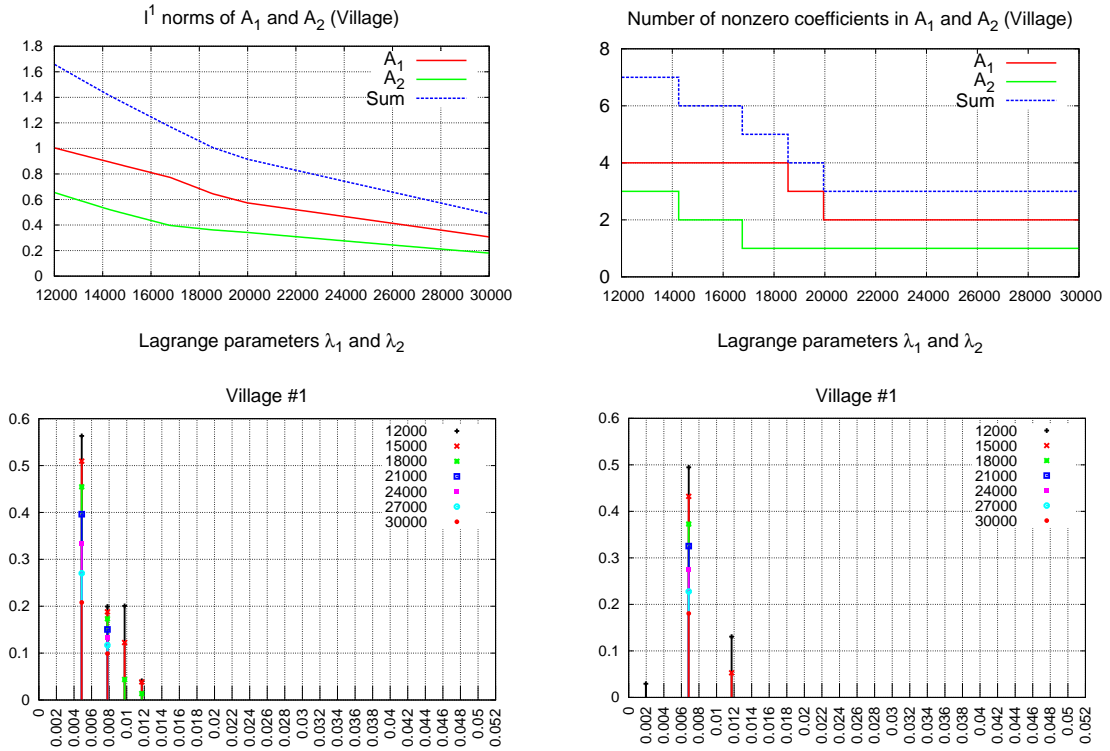 l¹ norms of A₁ and A₂ (Village)
1.8
1.6
1.4
1.2
1
0.8
0.6
0.4
0.2
0
A₁
A₂
Sum
12000 14000 16000 18000 20000 22000 24000 26000 28000 30000
Lagrange parameters λ₁ and λ₂
Number of nonzero coefficients in A₁ and A₂ (Village)
8
6
4
2
0
A₁
A₂
Sum
12000 14000 16000 18000 20000 22000 24000 26000 28000 30000
Lagrange parameters λ₁ and λ₂
Village #1
0.6
0.5
0.4
0.3
0.2
0.1
0
12000
15000
18000
21000
24000
27000
30000
0 0.002 0.004 0.006 0.008 0.01 0.012 0.014 0.016 0.018 0.02 0.022 0.024 0.026 0.028 0.03 0.032 0.034 0.036 0.038 0.04 0.042 0.044 0.046 0.048 0.05 0.052
Village #1
0.6
0.5
0.4
0.3
0.2
0.1
0
12000
15000
18000
21000
24000
27000
30000
0 0.002 0.004 0.006 0.008 0.01 0.012 0.014 0.016 0.018 0.02 0.022 0.024 0.026 0.028 0.03 0.032 0.034 0.036 0.038 0.04 0.042 0.044 0.046 0.048 0.05 0.052